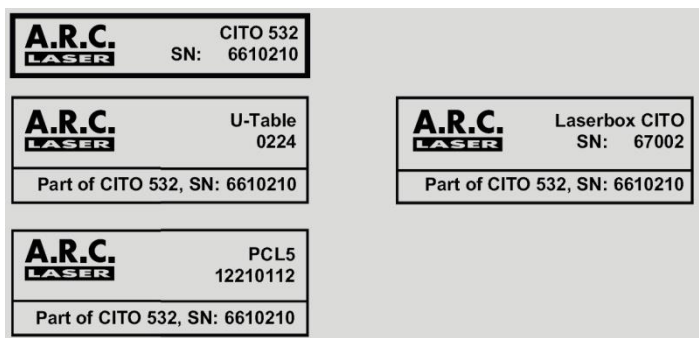 A.R.C. LASER CITO 532
SN: 6610210
A.R.C. LASER U-Table
0224
Part of CITO 532, SN: 6610210
A.R.C. LASER Laserbox CITO
SN: 67002
Part of CITO 532, SN: 6610210
A.R.C. LASER PCL5
12210112
Part of CITO 532, SN: 6610210